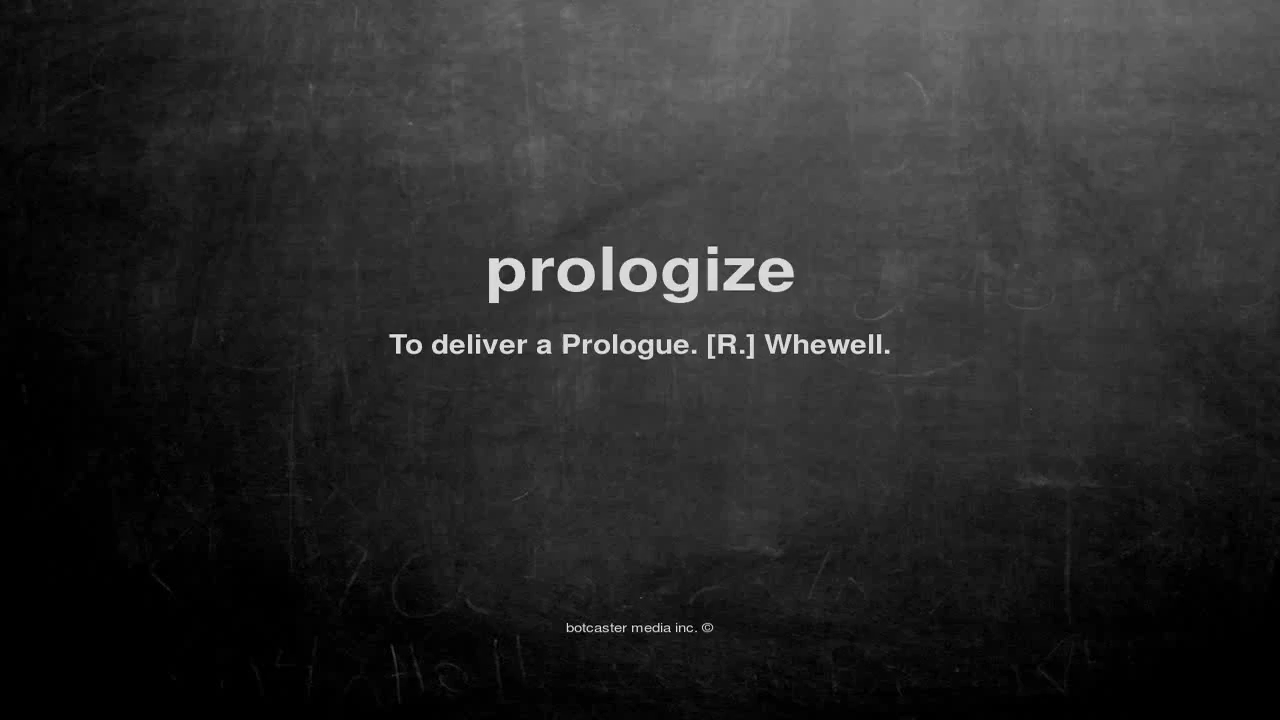 prologize
To deliver a Prologue. [R.] Whewell.
botcaster media inc. ©